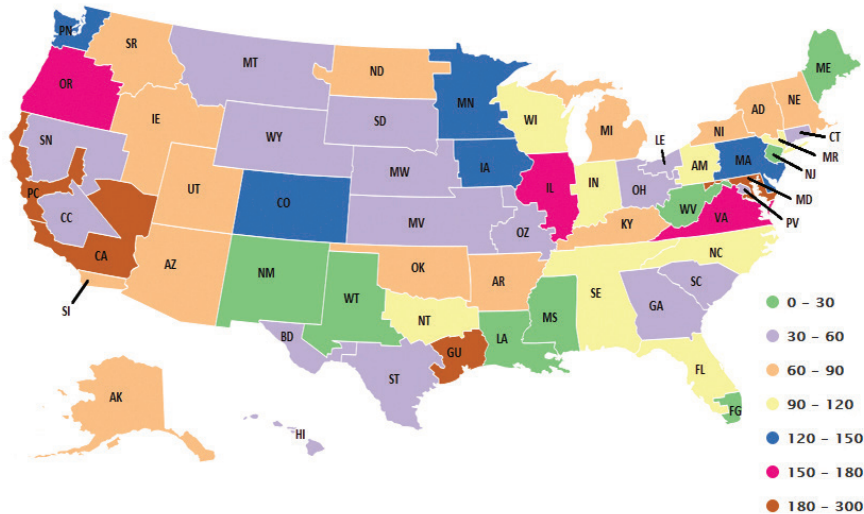 PN
SR
MT
ND
MN
ME
OR
IE
WY
SD
WI
MI
LE
NI
AD
NE
CT
MR
SN
UT
MW
IA
IL
IN
OH
AM
MA
NJ
MD
PV
PC
CC
CO
MV
OZ
KY
WV
VA
CA
AZ
NM
OK
AR
SE
NC
SC
SI
WT
NT
MS
GA
BD
ST
GU
LA
FL
FG
AK
HI
0 – 30
30 – 60
60 – 90
90 – 120
120 – 150
150 – 180
180 – 300